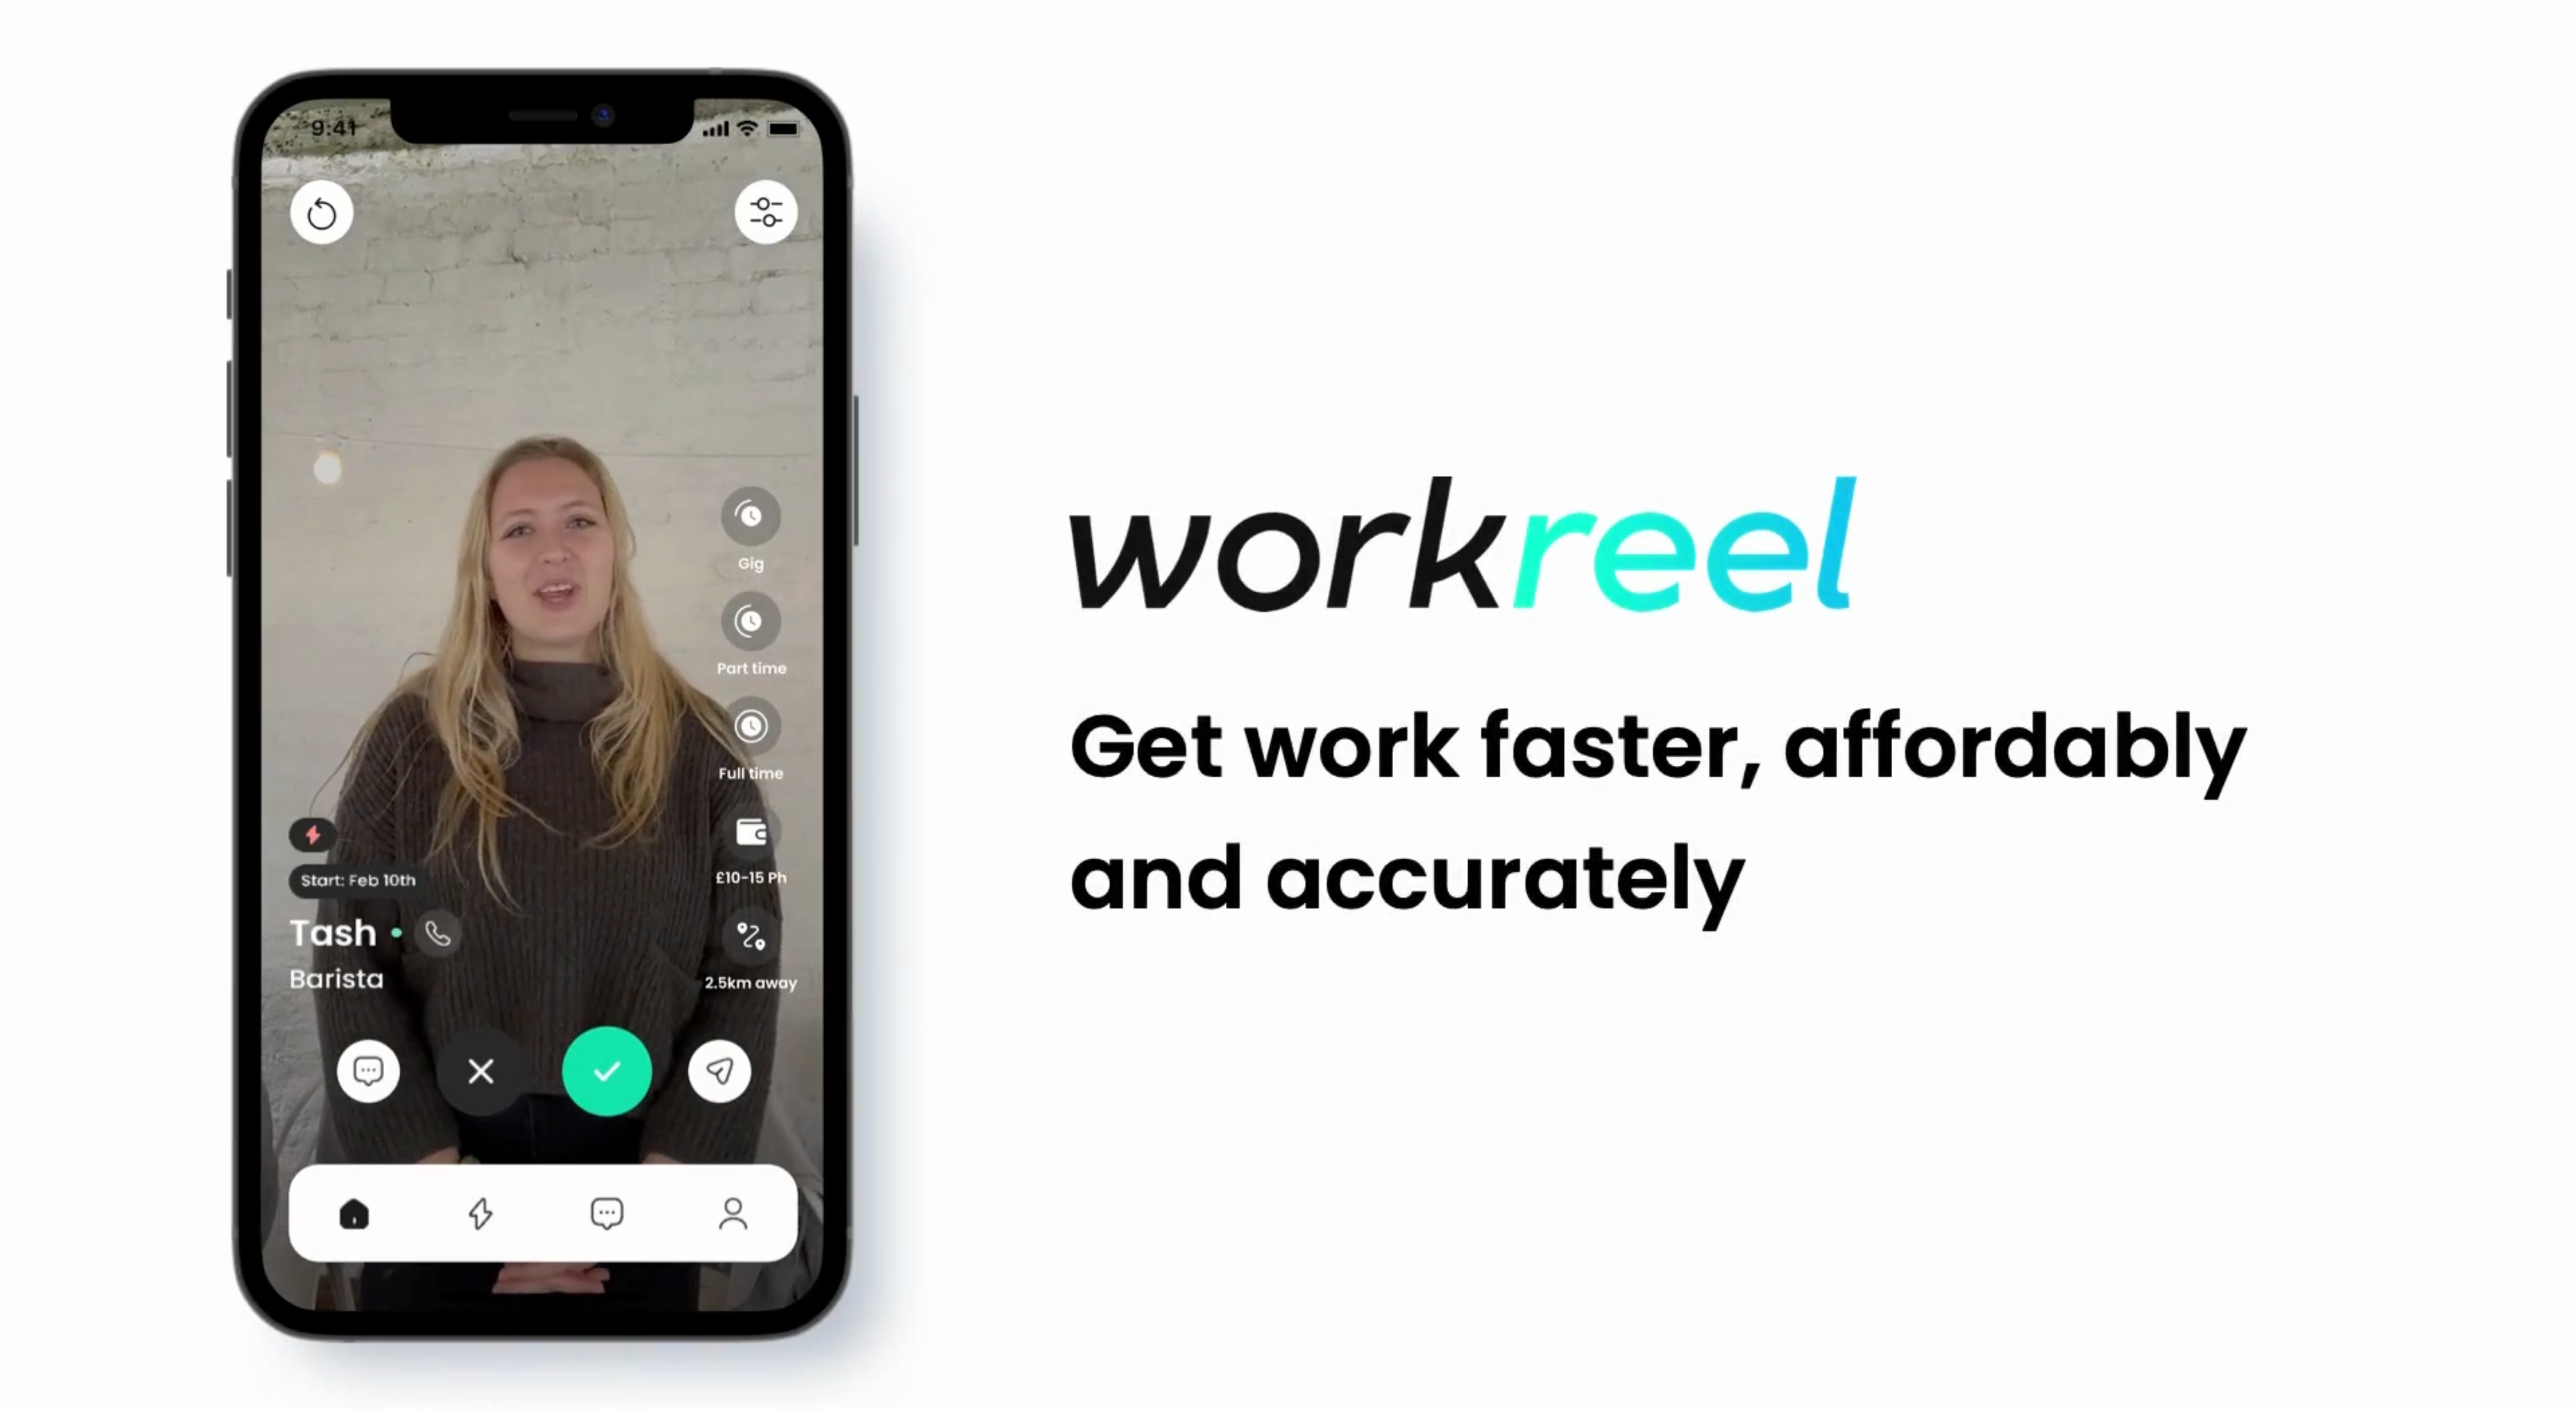 9:41
Gig
Part time
Full time
£10-15 Ph
2.5km away
Start: Feb 10th
Tash
Barista
workreel
Get work faster, affordably
and accurately